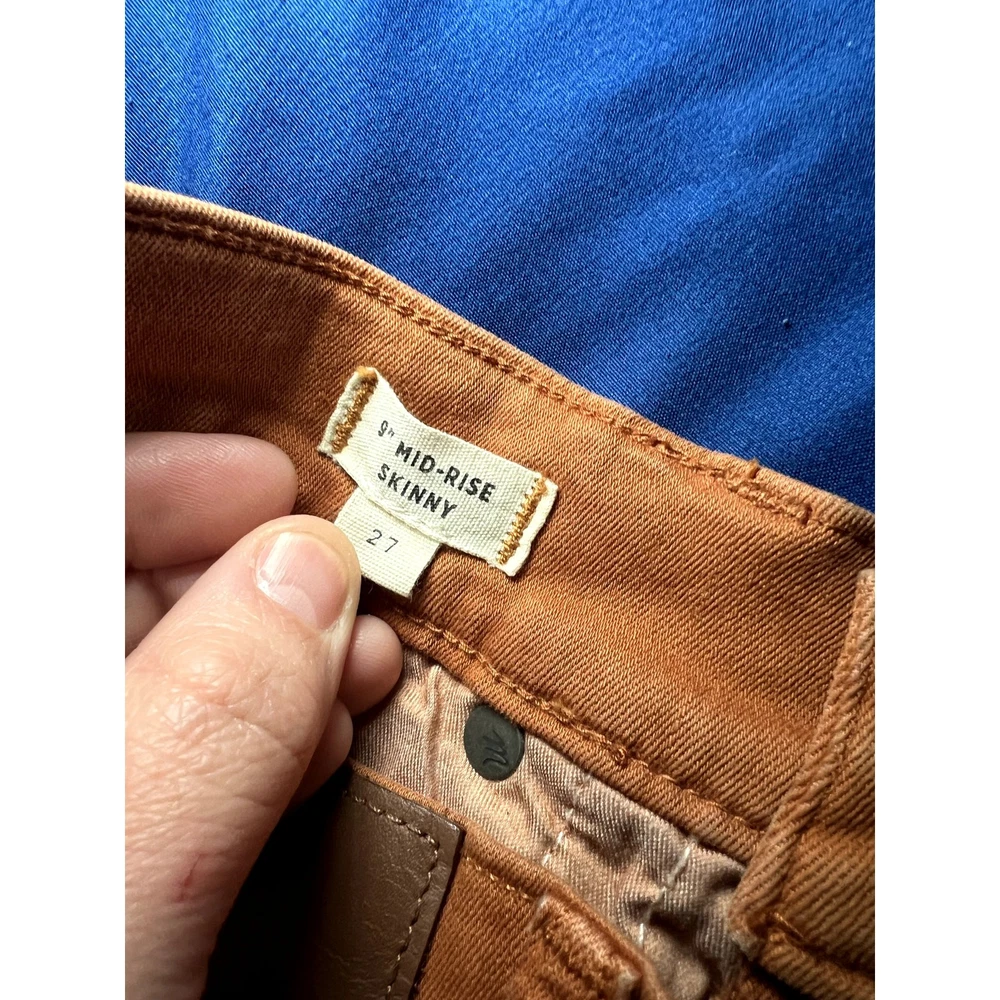 9" MID-RISE
SKINNY
27
m